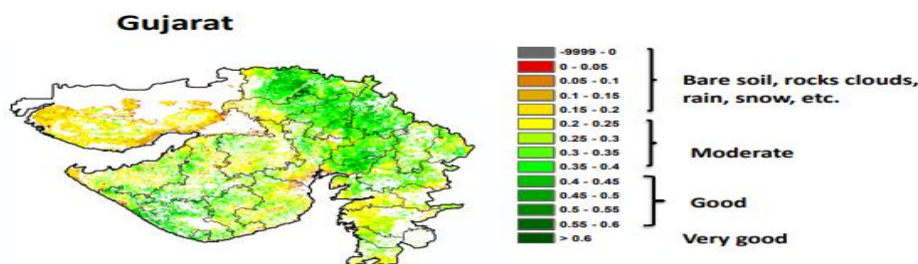 Gujarat
-9999 - 0
0 - 0.05
0.05 - 0.1
0.1 - 0.15
0.15 - 0.2
0.2 - 0.25
0.25 - 0.3
0.3 - 0.35
0.35 - 0.4
0.4 - 0.45
0.45 - 0.5
0.5 - 0.55
0.55 - 0.6
> 0.6
Bare soil, rocks clouds,
rain, snow, etc.
Moderate
Good
Very good